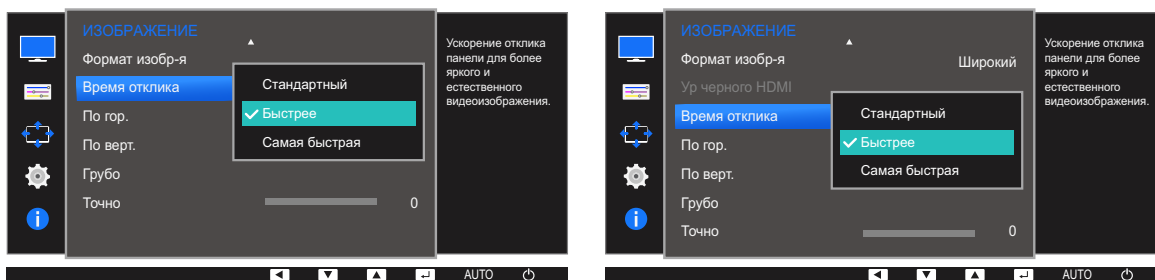 ИЗОБРАЖЕНИЕ
Формат изобр-я
Время отклика
По гор.
По верт.
Грубо
Точно
0
Стандартный
Быстрее
Самая быстрая
Ускорение отклика
панели для более
яркого и
естественного
видеоизображения.
AUTO
ИЗОБРАЖЕНИЕ
Формат изобр-я
Широкий
Ур черного HDMI
Время отклика
По гор.
По верт.
Грубо
Точно
0
Стандартный
Быстрее
Самая быстрая
Ускорение отклика
панели для более
яркого и
естественного
видеоизображения.
AUTO